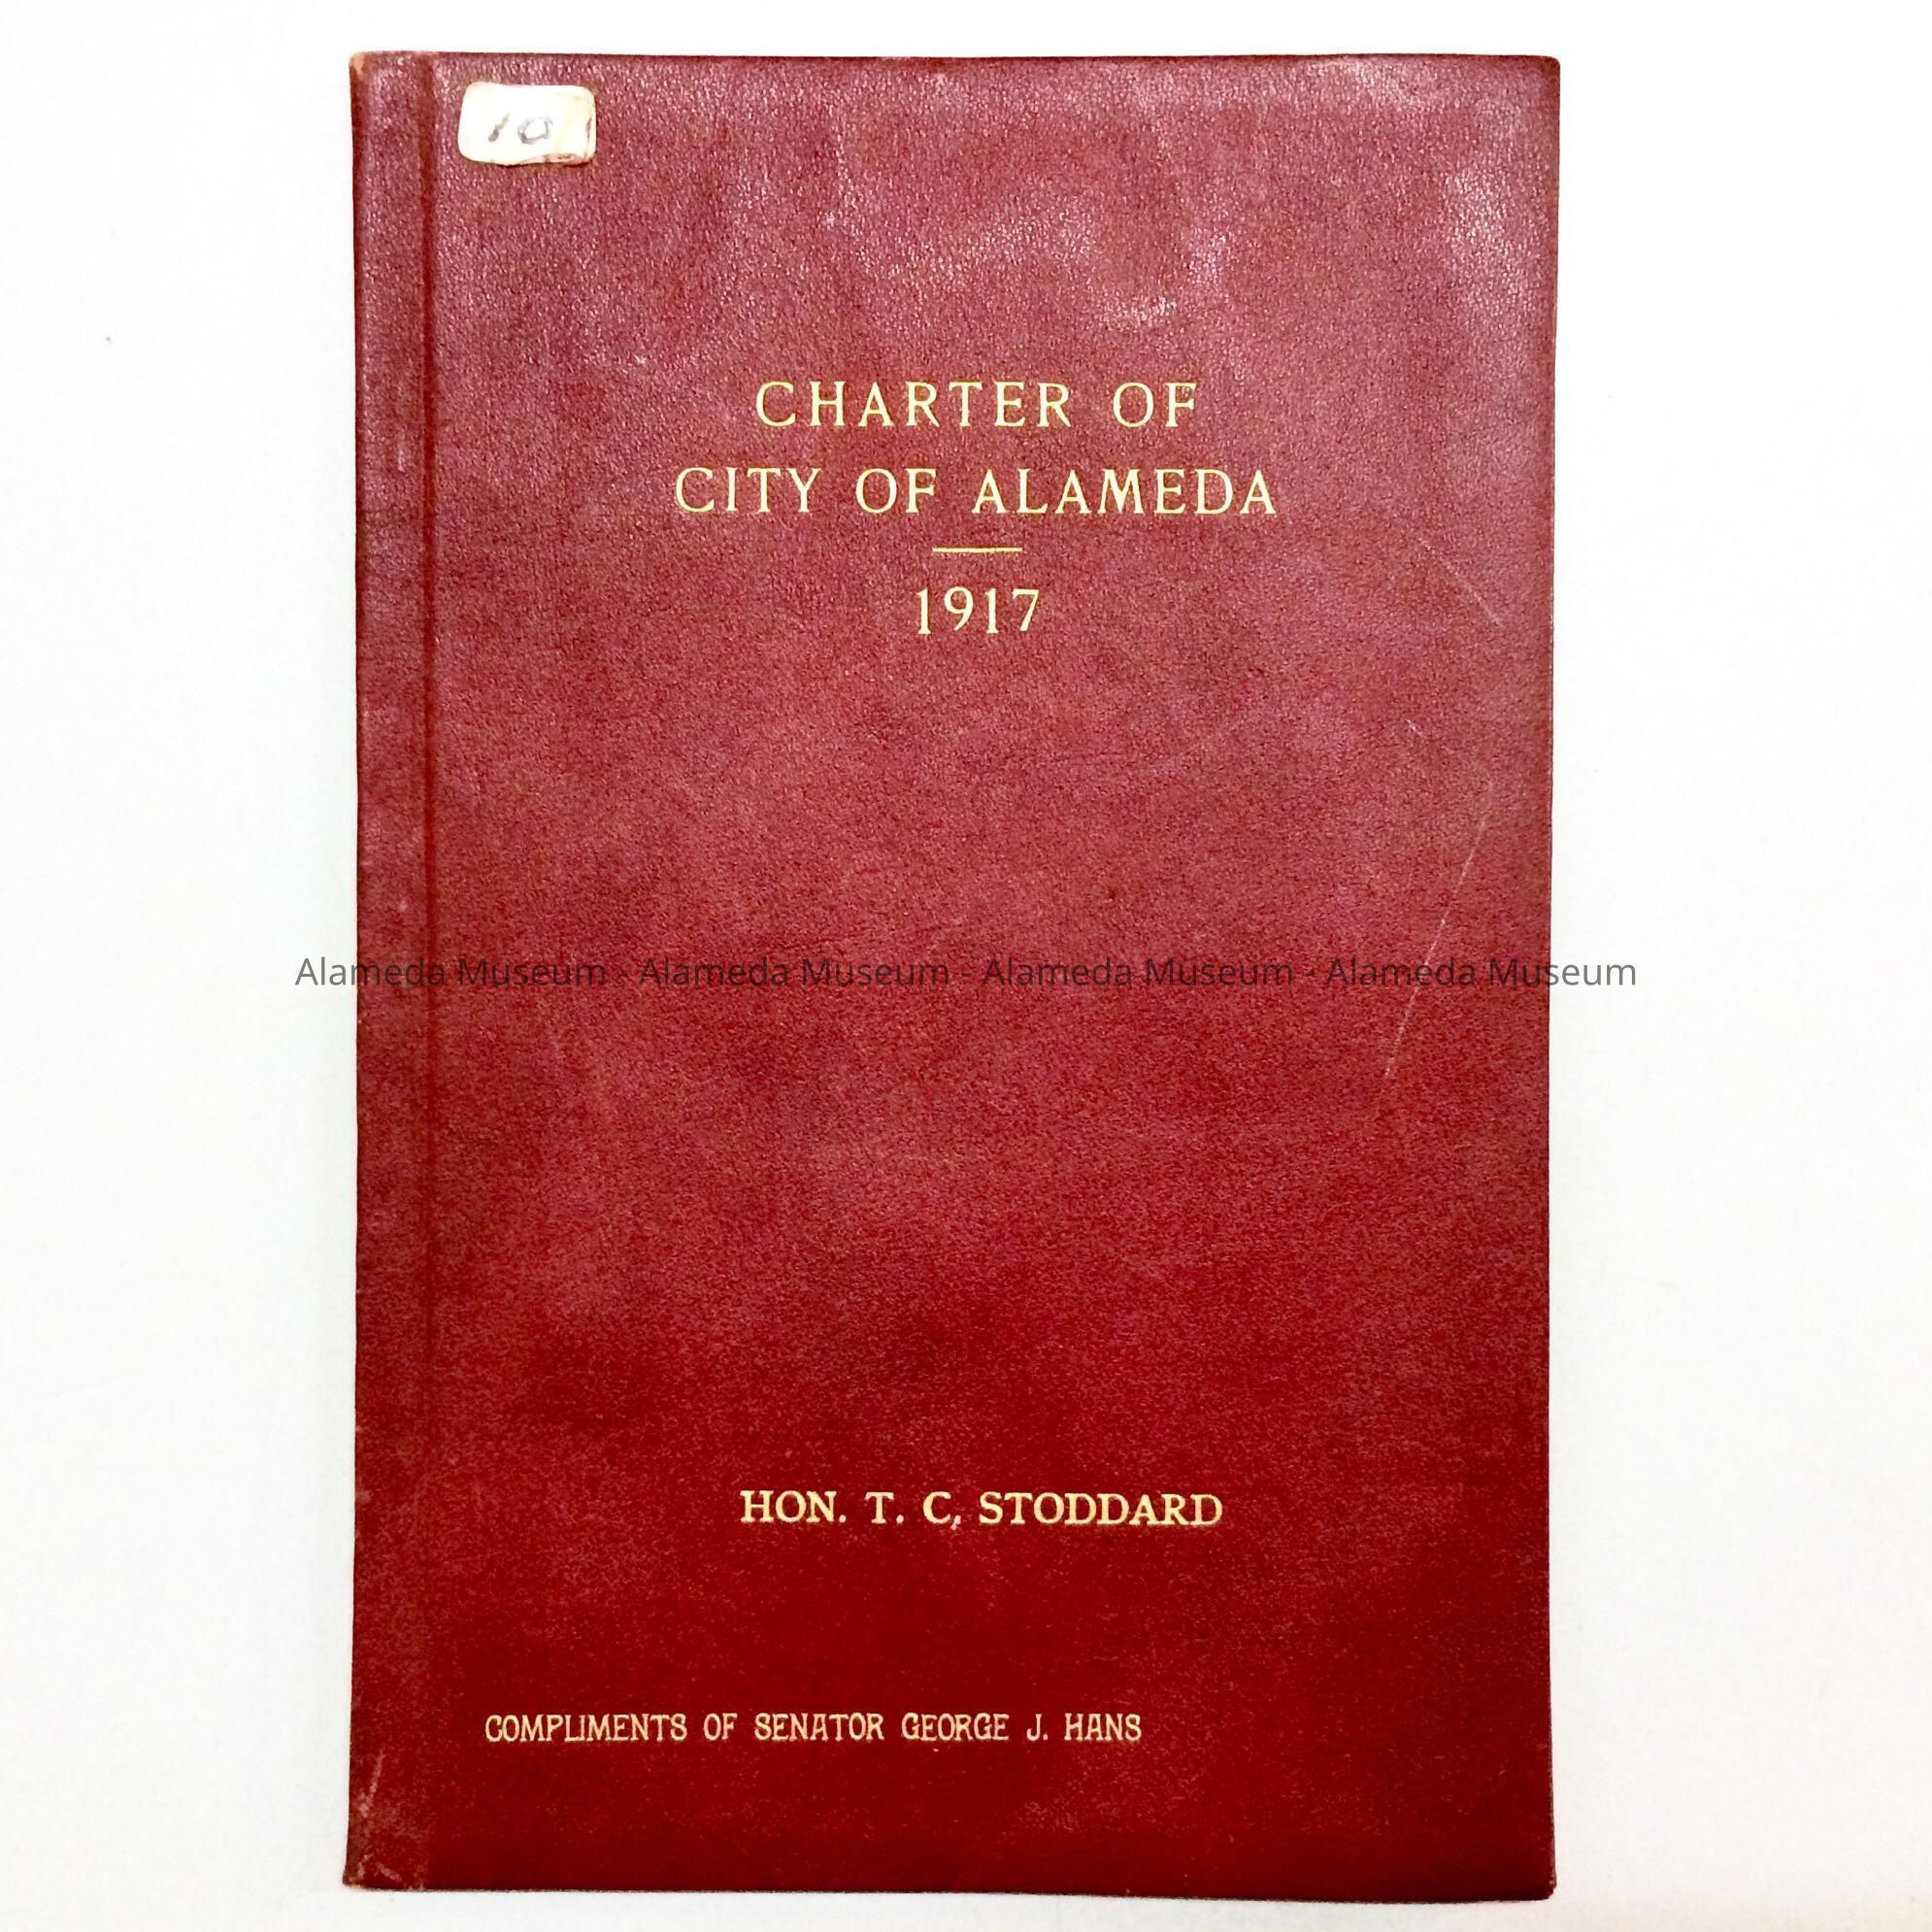 10
CHARTER OF
CITY OF ALAMEDA
1917
Alameda Museum - Alameda Museum - Alameda Museum - Alameda Museum
HON. T. C. STODDARD
COMPLIMENTS OF SENATOR GEORGE J. HANS